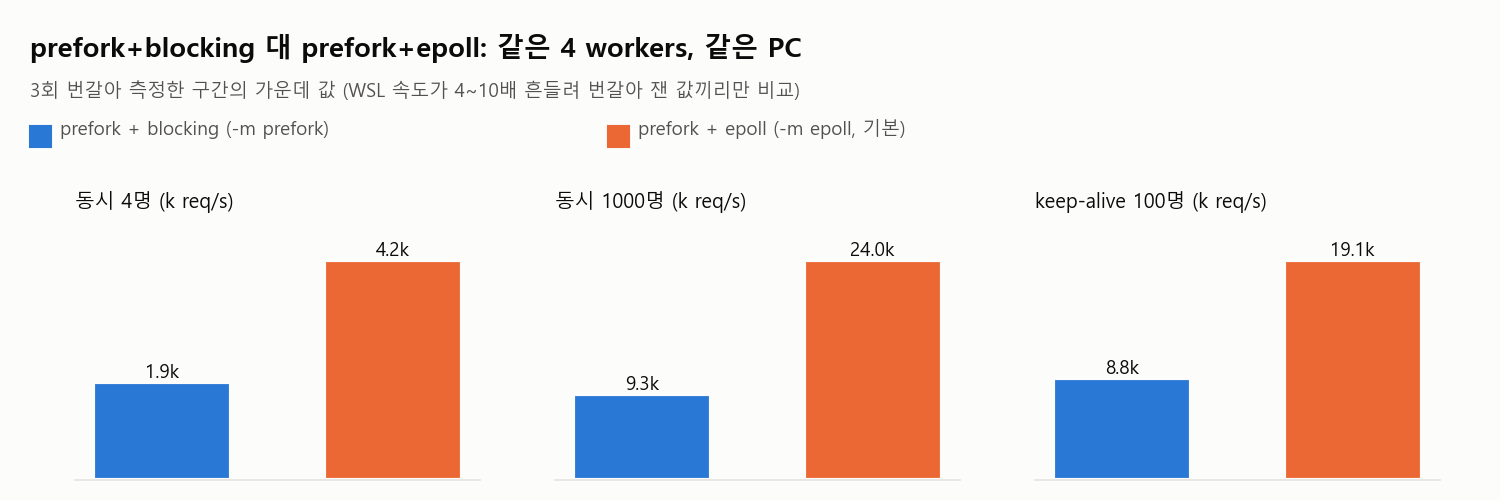 prefork+blocking 대 prefork+epoll: 같은 4 workers, 같은 PC
3회 번갈아 측정한 구간의 가운데 값 (WSL 속도가 4~10배 흔들려 번갈아 잰 값끼리만 비교)
prefork + blocking (-m prefork)
prefork + epoll (-m epoll, 기본)
동시 4명 (k req/s)
1.9k
4.2k
동시 1000명 (k req/s)
9.3k
24.0k
keep-alive 100명 (k req/s)
8.8k
19.1k